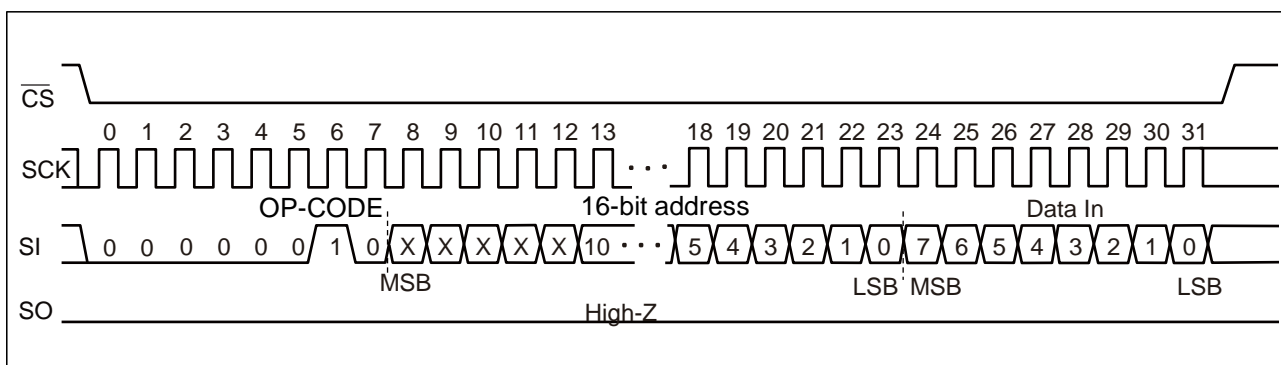 CS
0 1 2 3 4 5 6 7 8 9 10 11 12 13 18 19 20 21 22 23 24 25 26 27 28 29 30 31
SCK ···
OP-CODE 16-bit address Data In
SI 0 0 0 0 0 0 1 0 X X X X X 10 ··· 5 4 3 2 1 0 7 6 5 4 3 2 1 0
MSB LSB MSB LSB
SO High-Z